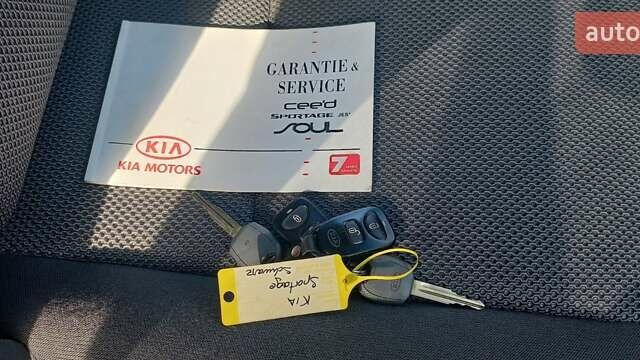 auto
GARANTIE &
SERVICE
cee'd
SPORTAGE
SOUL
KIA
KIA MOTORS
7
KIA
Sportage
Schwarz